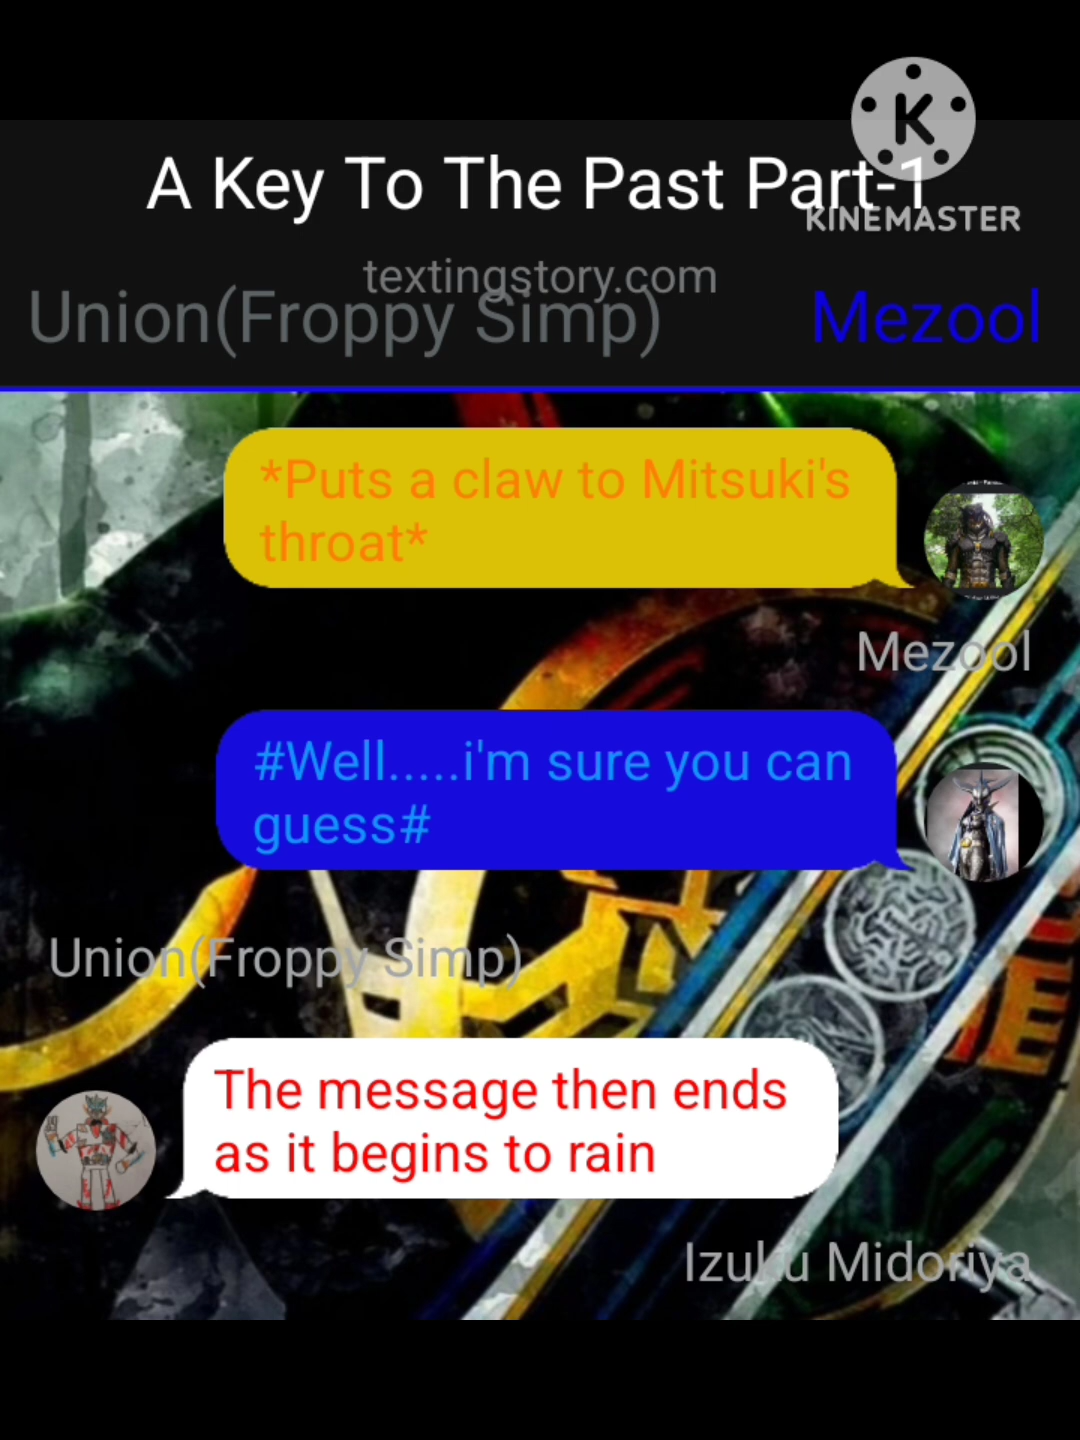 K
KINEMASTER
A Key To The Past Part-1
textingstory.com
Union(Froppy Simp)
Mezool
*Puts a claw to Mitsuki's
throat*
Mezool
#Well.....i'm sure you can
guess#
Union(Froppy Simp)
The message then ends
as it begins to rain
Izuku Midoriya